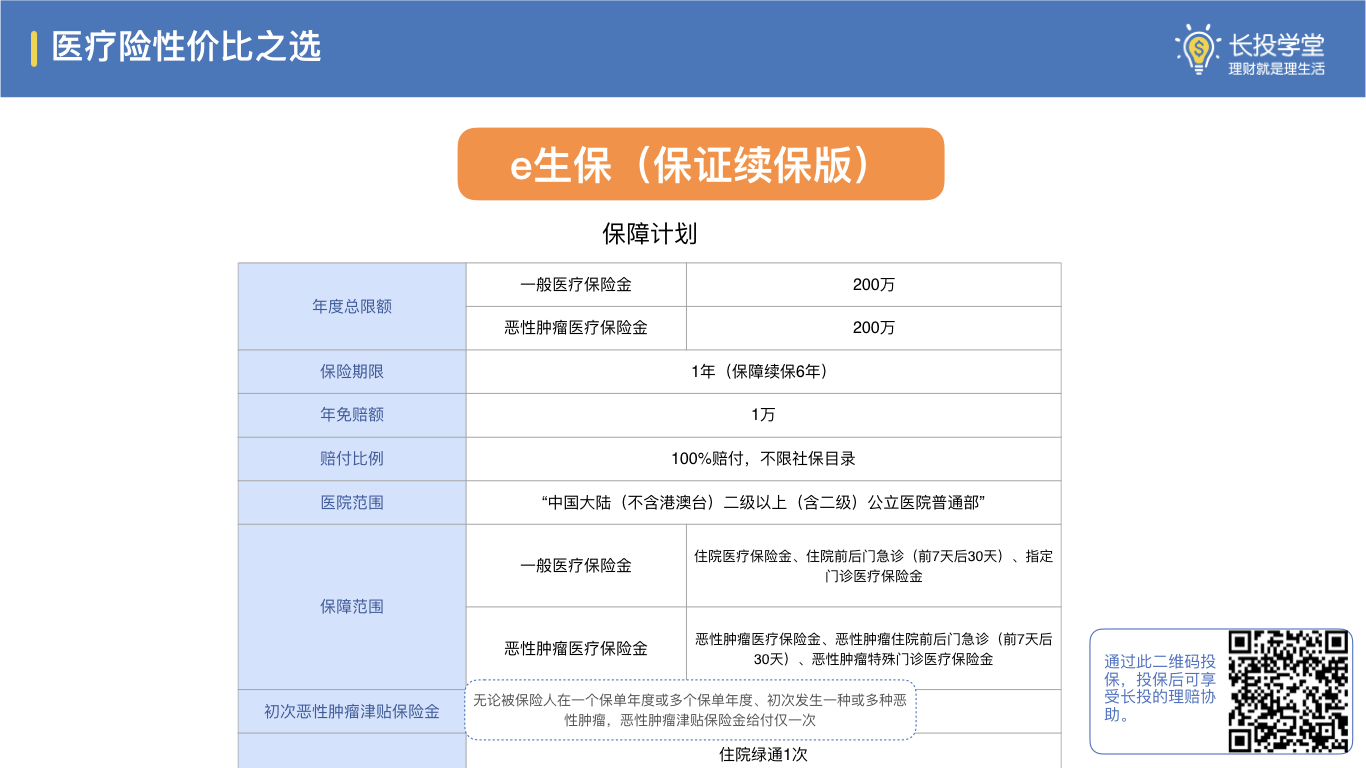 医疗险性价比之选
长投学堂
理财就是理生活
e生保（保证续保版）
保障计划
年度总限额
一般医疗保险金
200万
恶性肿瘤医疗保险金
200万
保险期限
1年（保障续保6年）
年免赔额
1万
赔付比例
100%赔付，不限社保目录
医院范围
“中国大陆（不含港澳台）二级以上（含二级）公立医院普通部”
保障范围
一般医疗保险金
住院医疗保险金、住院前后门急诊（前7天后30天）、指定
门诊医疗保险金
恶性肿瘤医疗保险金
恶性肿瘤医疗保险金、恶性肿瘤住院前后门急诊（前7天后
30天）、恶性肿瘤特殊门诊医疗保险金
初次恶性肿瘤津贴保险金
无论被保险人在一个保单年度或多个保单年度、初次发生一种或多种恶
性肿瘤，恶性肿瘤津贴保险金给付仅一次
住院绿通1次
通过此二维码投
保，投保后可享
受长投的理赔协
助。